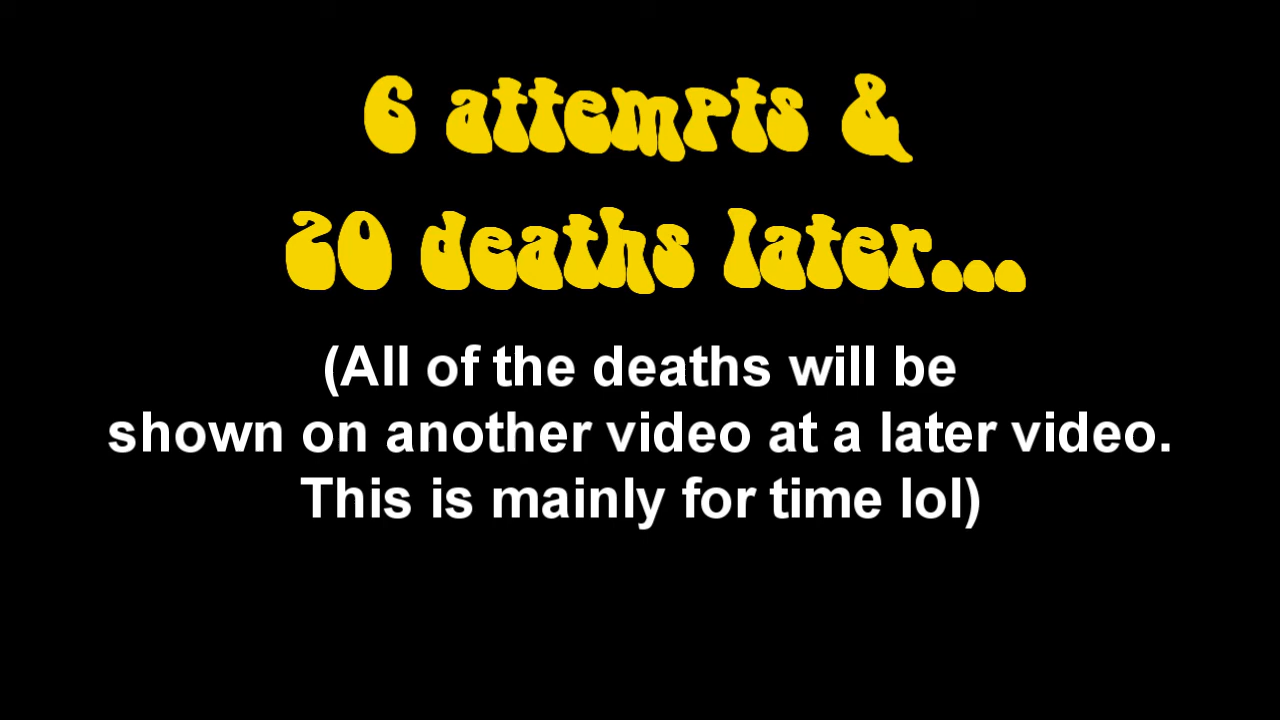 6 attempts &
20 deaths later...
(All of the deaths will be
shown on another video at a later video.
This is mainly for time lol)